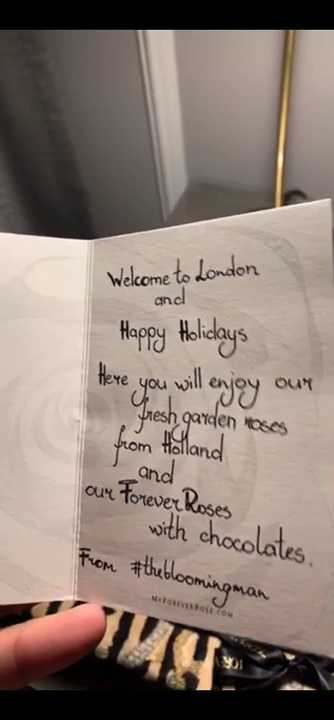 Welcome to London
and
Happy Holidays
Here you will enjoy our
fresh garden roses
from Holland
and
our Forever Roses
with chocolates.
From #thebloomingman
MyForeverRose.com